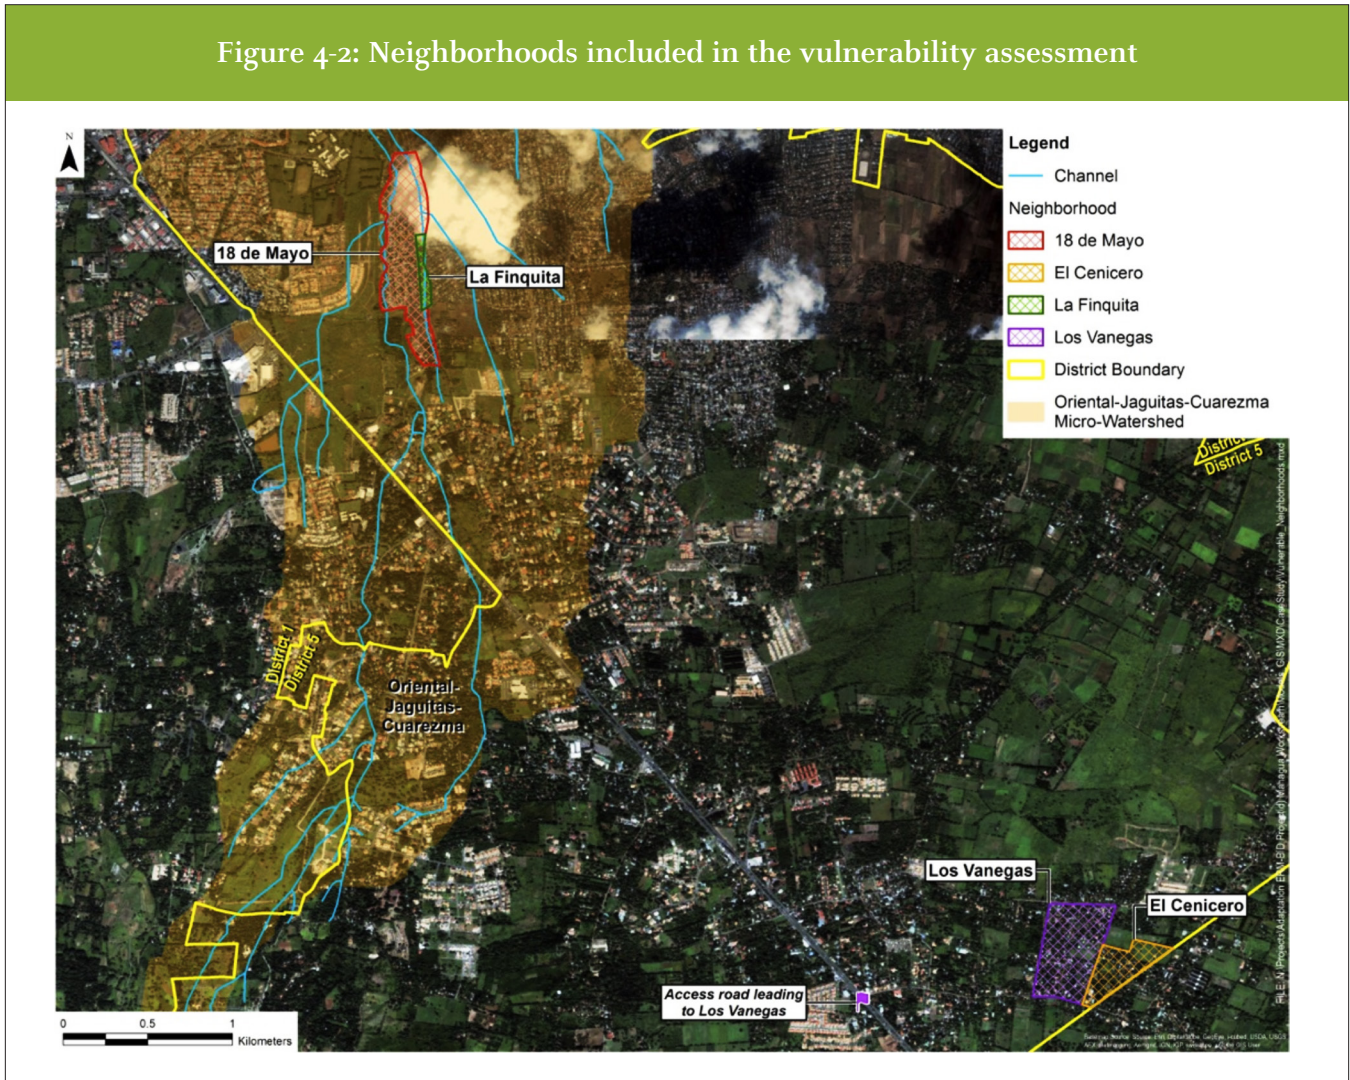 Figure 4-2: Neighborhoods included in the vulnerability assessment
N
Legend
Channel
Neighborhood
18 de Mayo
El Cenicero
La Finquita
Los Vanegas
District Boundary
Oriental-Jaguitas-Cuarezma
Micro-Watershed
18 de Mayo
La Finquita
District
District 5
District 1
District 5
Oriental-
Jaguitas-
Cuarezma
Los Vanegas
El Cenicero
Access road leading
to Los Vanegas
0 0.5 1
Kilometers